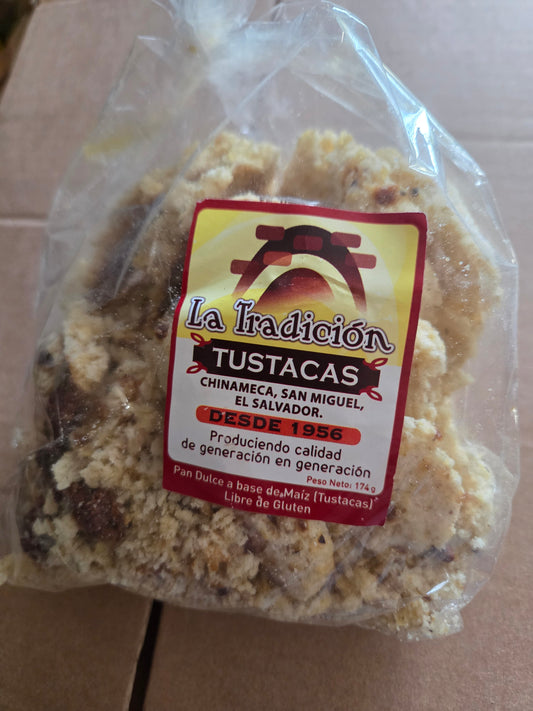 La Tradición
TUSTACAS
CHINAMECA, SAN MIGUEL,
EL SALVADOR.
DESDE 1956
Produciendo calidad
de generación en generación
Peso Neto: 174 g
Pan Dulce a base de Maíz (Tustacas)
Libre de Gluten